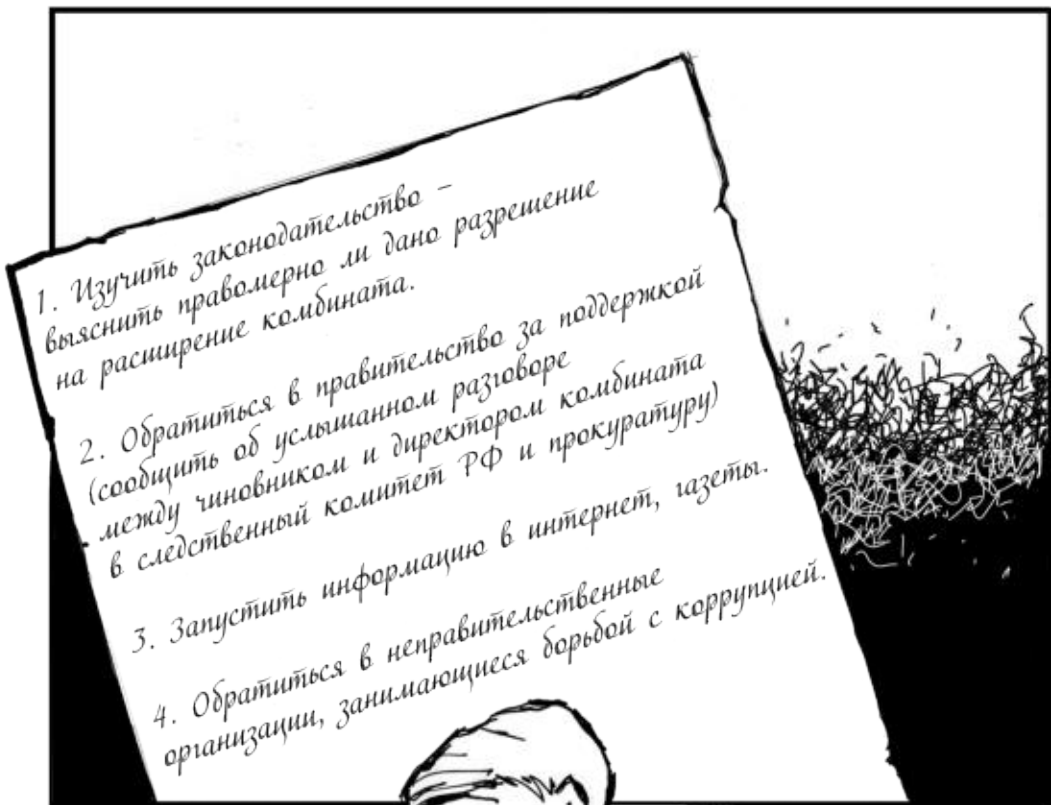 1. Изучить законодательство –
выяснить правомерно ли дано разрешение
на расширение комбината.
2. Обратиться в правительство за поддержкой
(сообщить об услышанном разговоре
между чиновником и директором комбината
в следственный комитет РФ и прокуратуру)
3. Запустить информацию в интернет, газеты.
4. Обратиться в неправительственные
организации, занимающиеся борьбой с коррупцией.